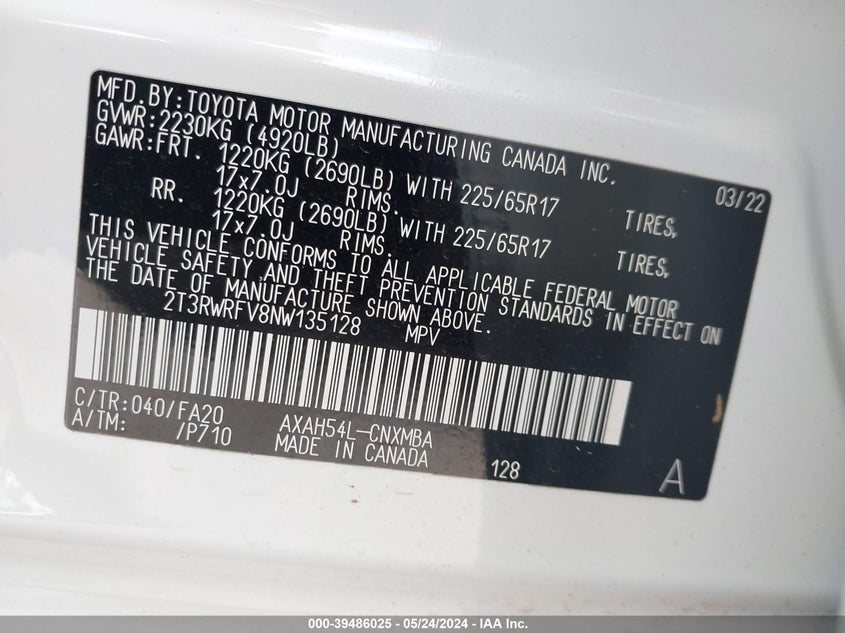 MFD. BY: TOYOTA MOTOR MANUFACTURING CANADA INC. 03/22
GVWR: 2230KG (4920LB)
GAWR: FRT. 1220KG (2690LB) WITH 225/65R17 TIRES,
17x7.0J RIMS.
RR. 1220KG (2690LB) WITH 225/65R17 TIRES,
17x7.0J RIMS.
THIS VEHICLE CONFORMS TO ALL APPLICABLE FEDERAL MOTOR
VEHICLE SAFETY AND THEFT PREVENTION STANDARDS IN EFFECT ON
THE DATE OF MANUFACTURE SHOWN ABOVE.
2T3RWRFV8NW135128 MPV
C/TR: 040/FA20 AXAH54L-CNXMBA
A/TM: /P710 MADE IN CANADA 128 A
000-39486025 - 05/24/2024 - IAA Inc.